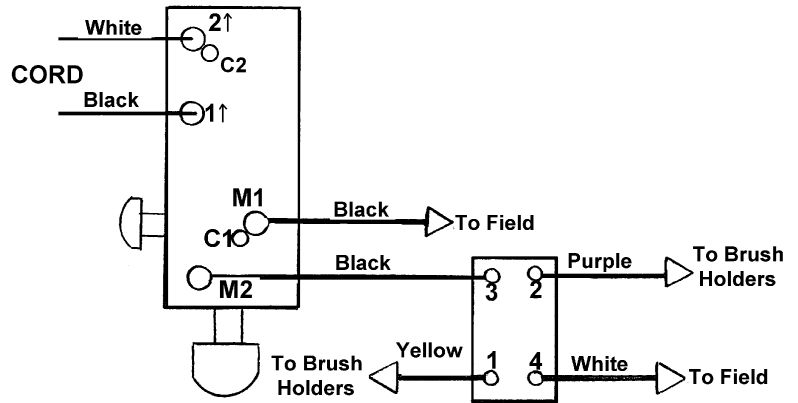 White
2↑
C2
CORD
Black
1↑
M1
Black
To Field
C1
M2
Black
3
2
Purple
To Brush
Holders
To Brush
Holders
Yellow
1
4
White
To Field